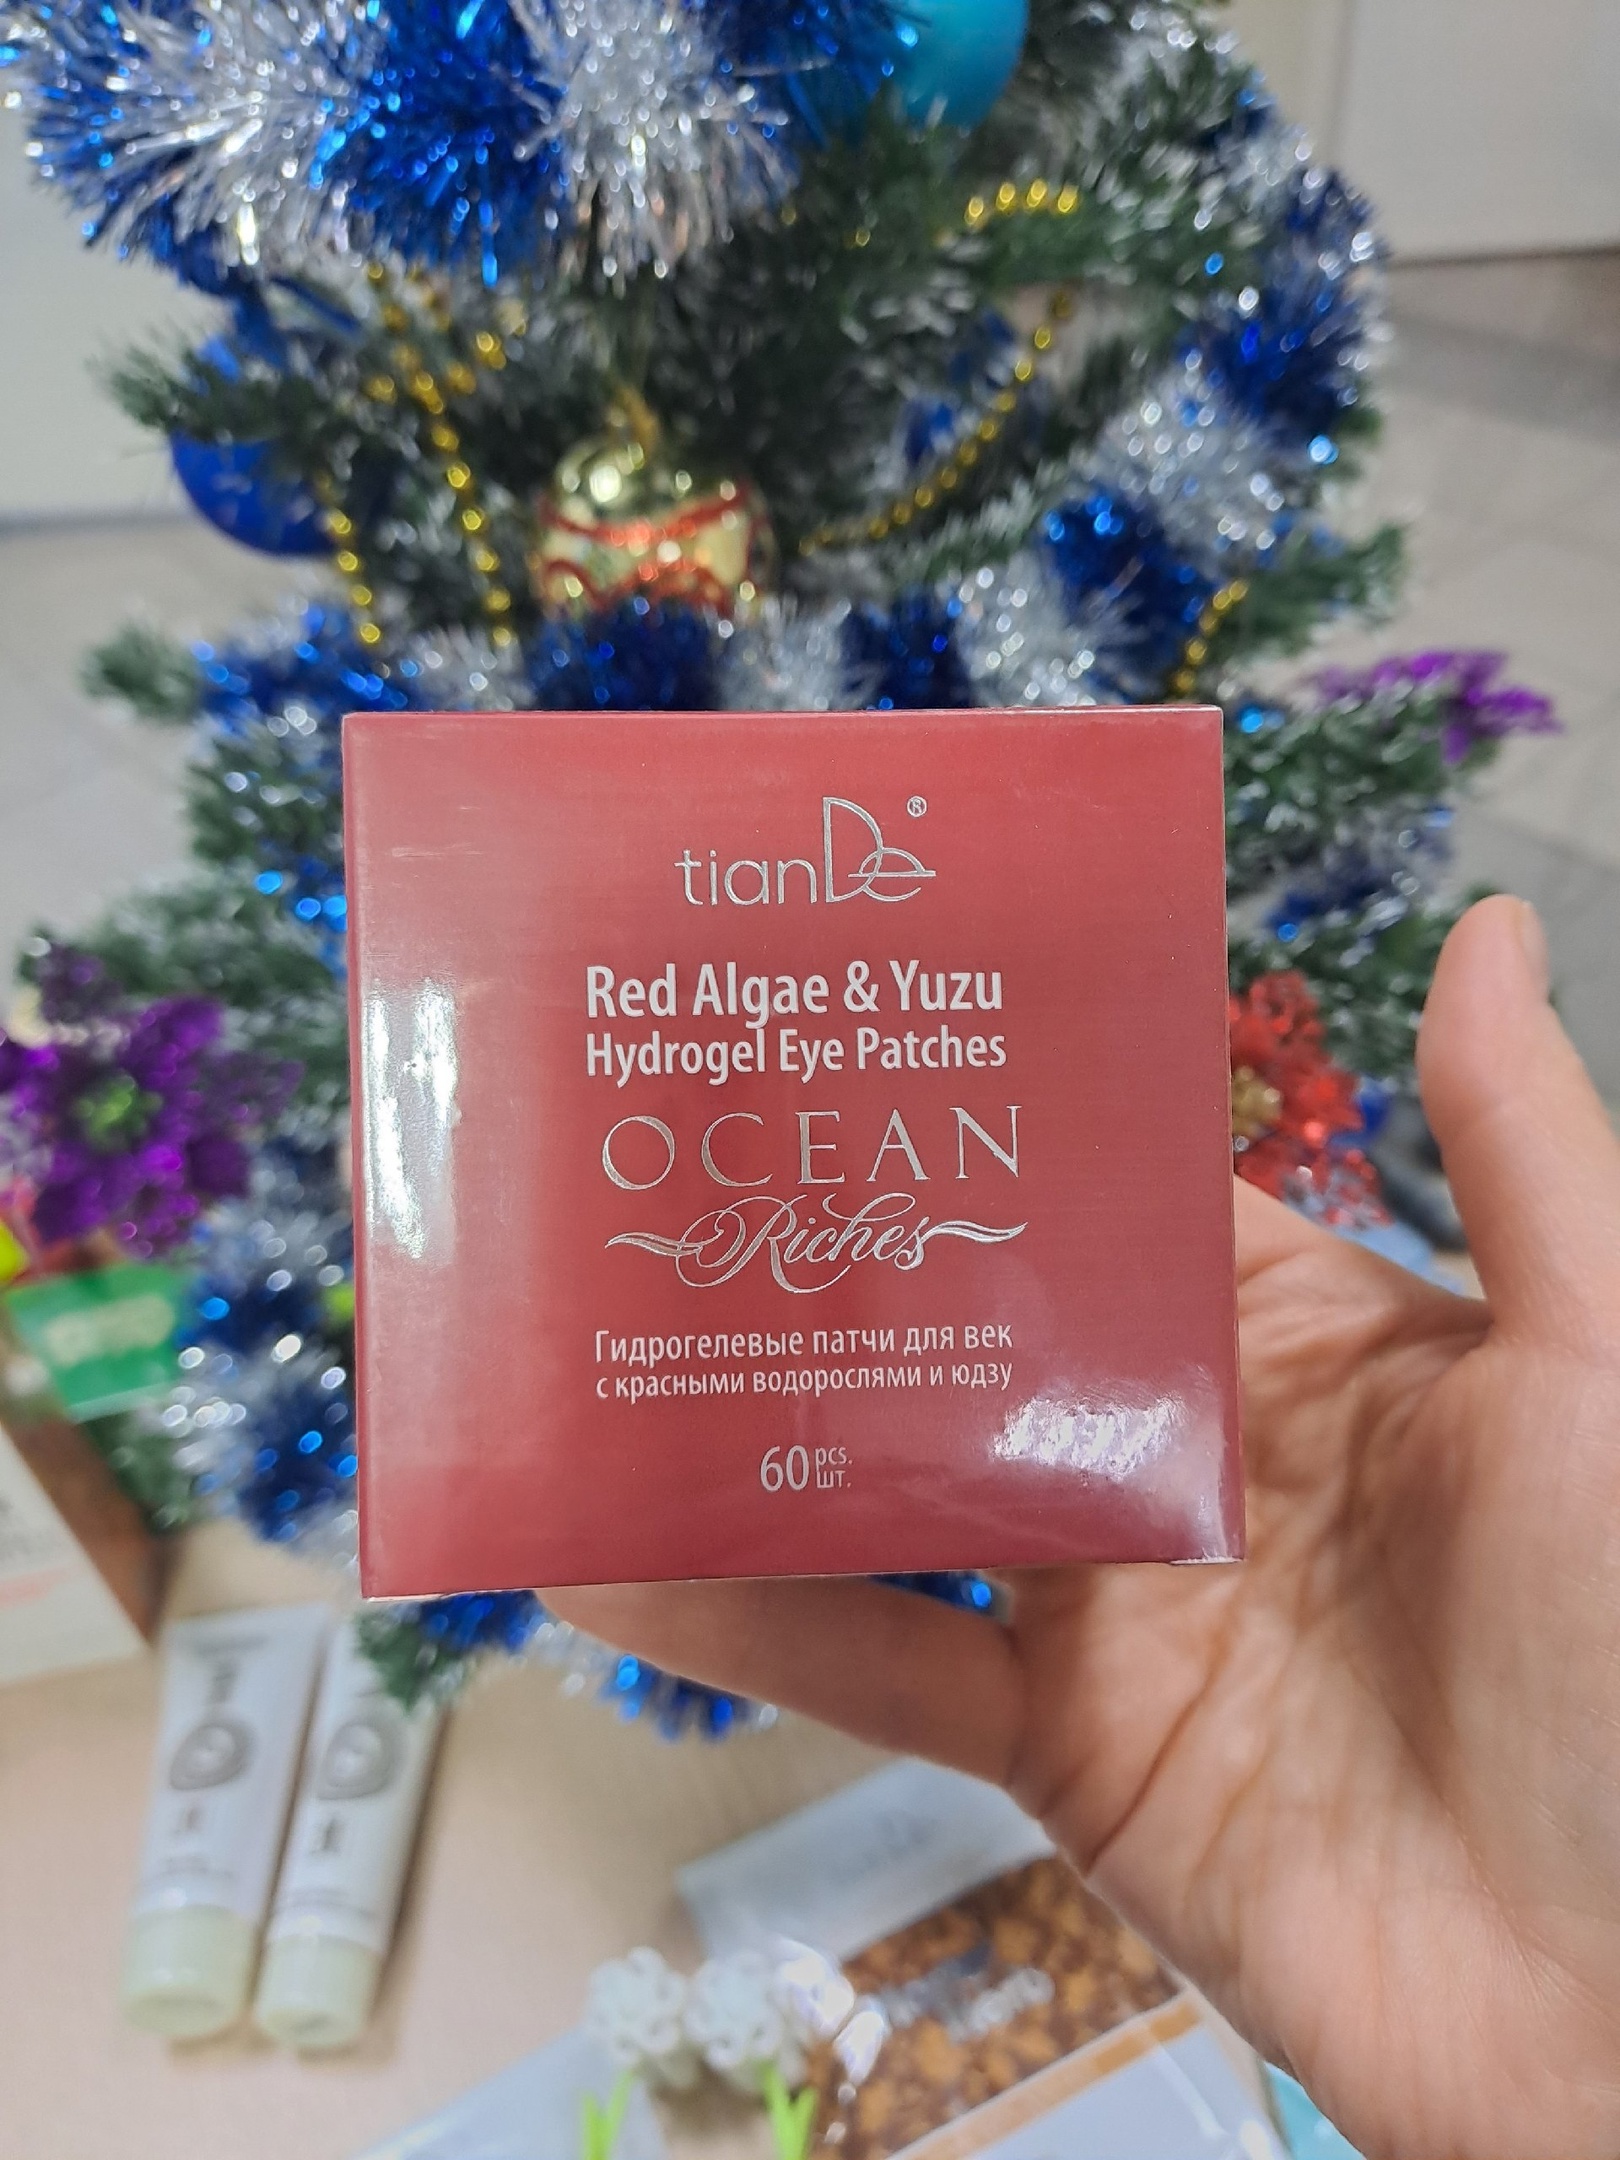 tianDe®
Red Algae & Yuzu
Hydrogel Eye Patches
OCEAN
Riches
Гидрогелевые патчи для век
с красными водорослями и юдзу
60 pcs.
шт.